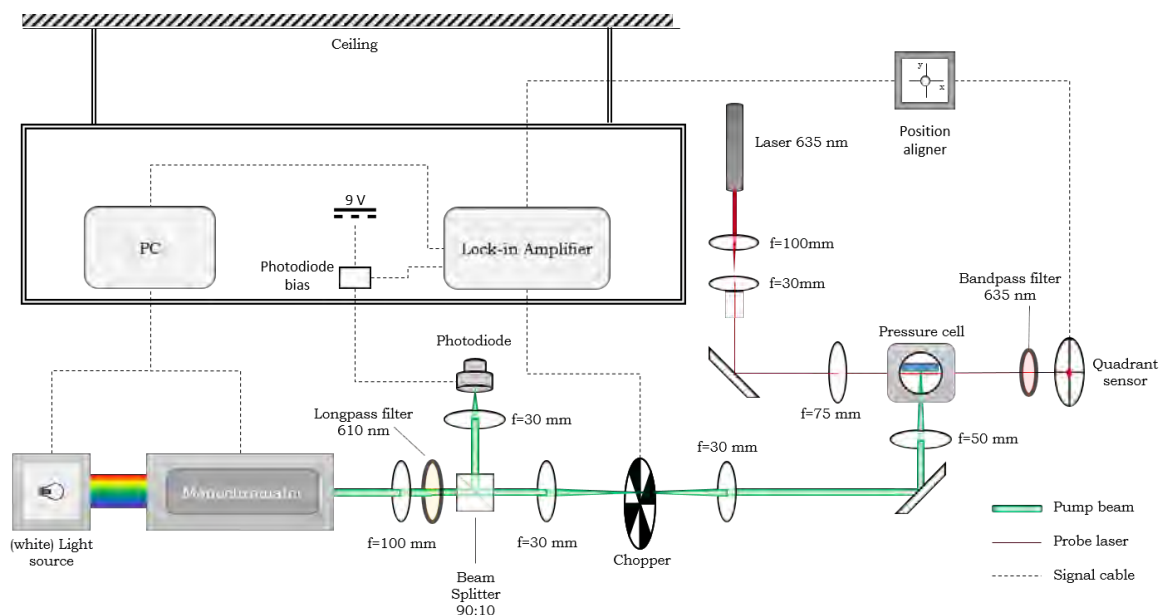 Ceiling
y
x
Position
aligner
Laser 635 nm
9 V
PC
Lock-in Amplifier
Photodiode
bias
f=100mm
f=30mm
Bandpass filter
635 nm
Pressure cell
Quadrant
sensor
Photodiode
Longpass filter
610 nm
f=30 mm
f=75 mm
f=50 mm
f=30 mm
f=100 mm
f=30 mm
Chopper
(white) Light
source
Beam
Splitter
90:10
Pump beam
Probe laser
Signal cable